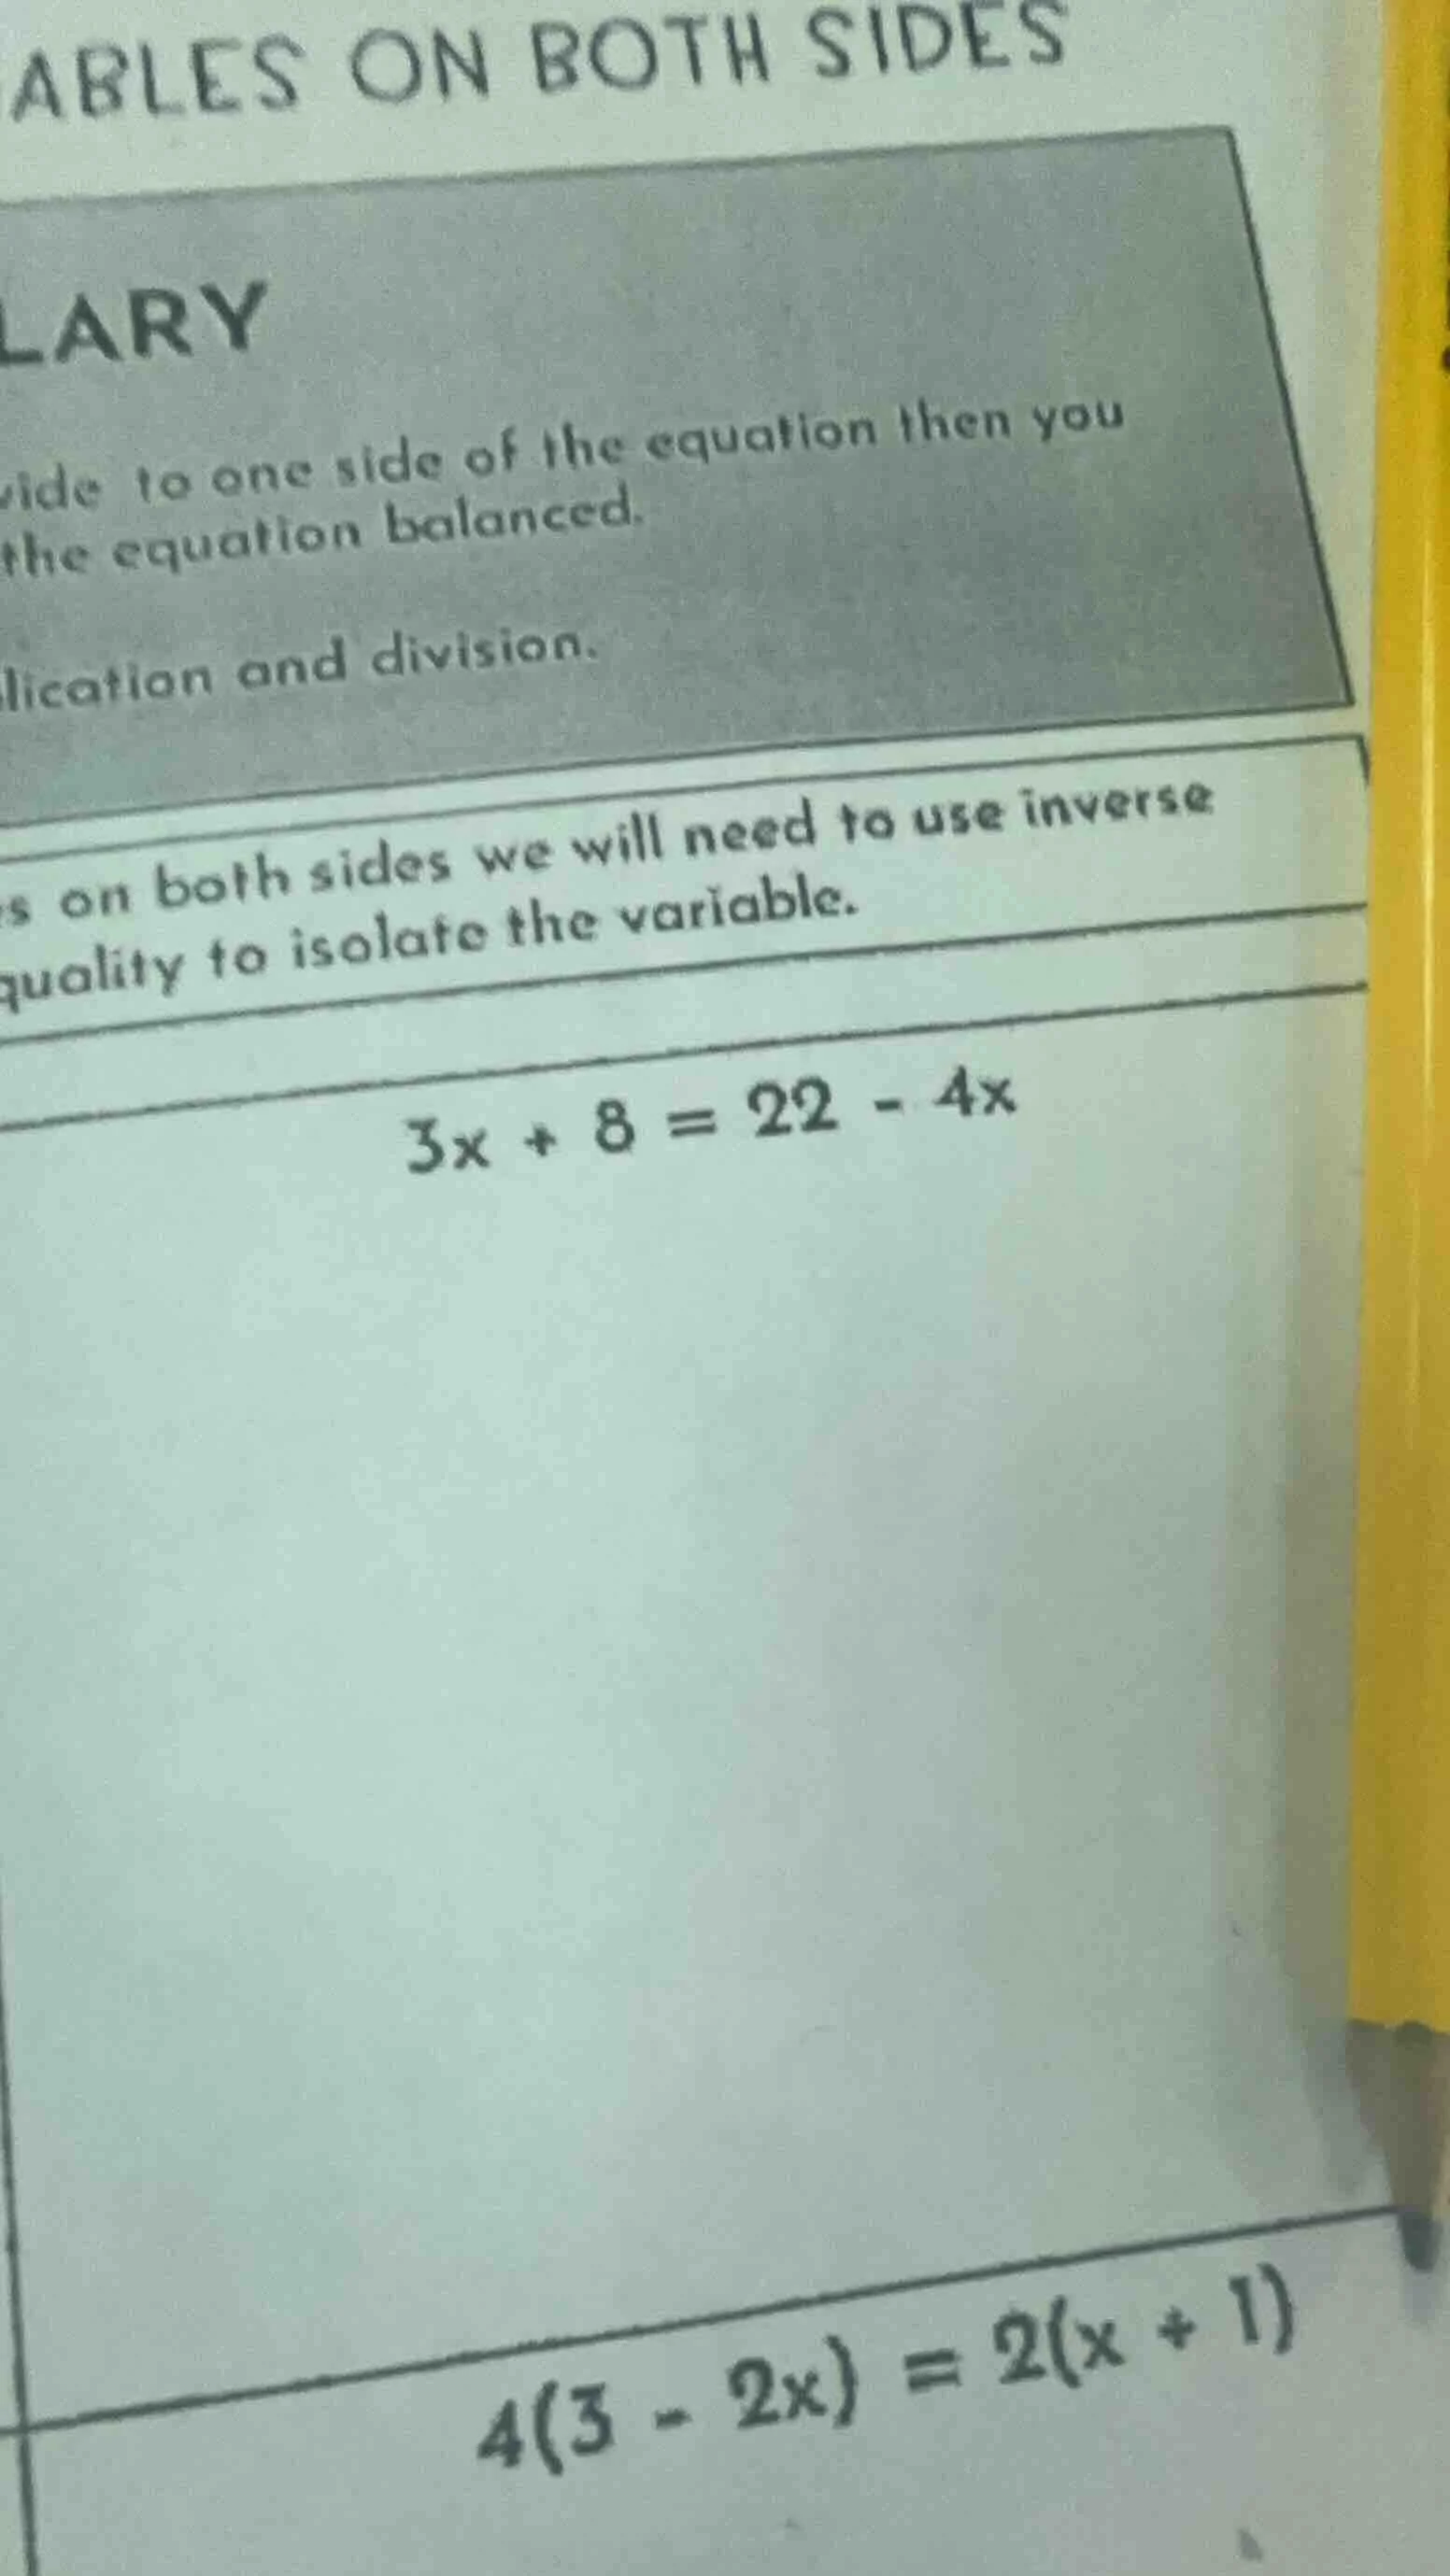 ABLES ON BOTH SIDES
LARY
vide to one side of the equation then you
the equation balanced.
lication and division.
s on both sides we will need to use inverse
quality to isolate the variable.
3x + 8 = 22 - 4x
4(3 - 2x) = 2(x + 1)